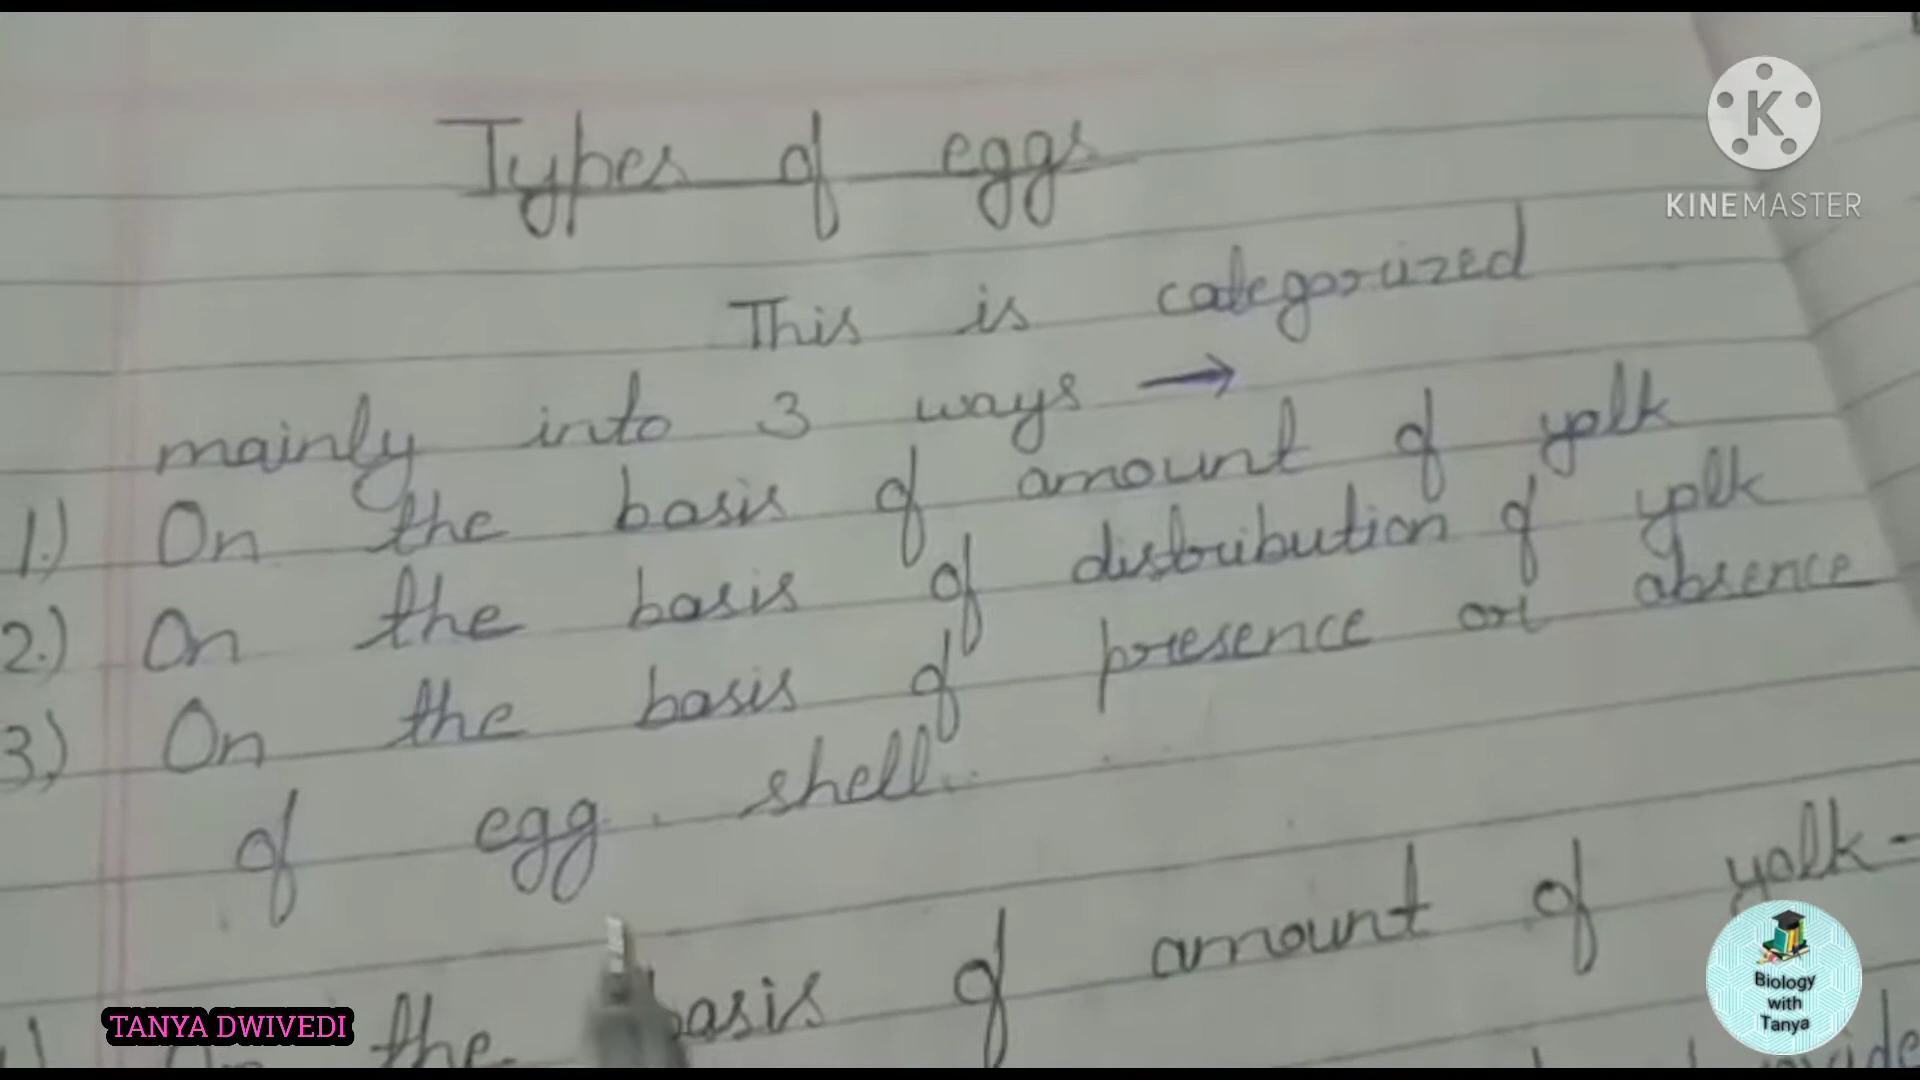 Types of eggs
This is categorized
mainly into 3 ways →
1.) On the basis of amount of yolk
2.) On the basis of distribution of yolk
3.) On the basis of presence or absence
of egg shell.
the basis of amount of yolk -
K
KINEMASTER
TANYA DWIVEDI
Biology
with
Tanya